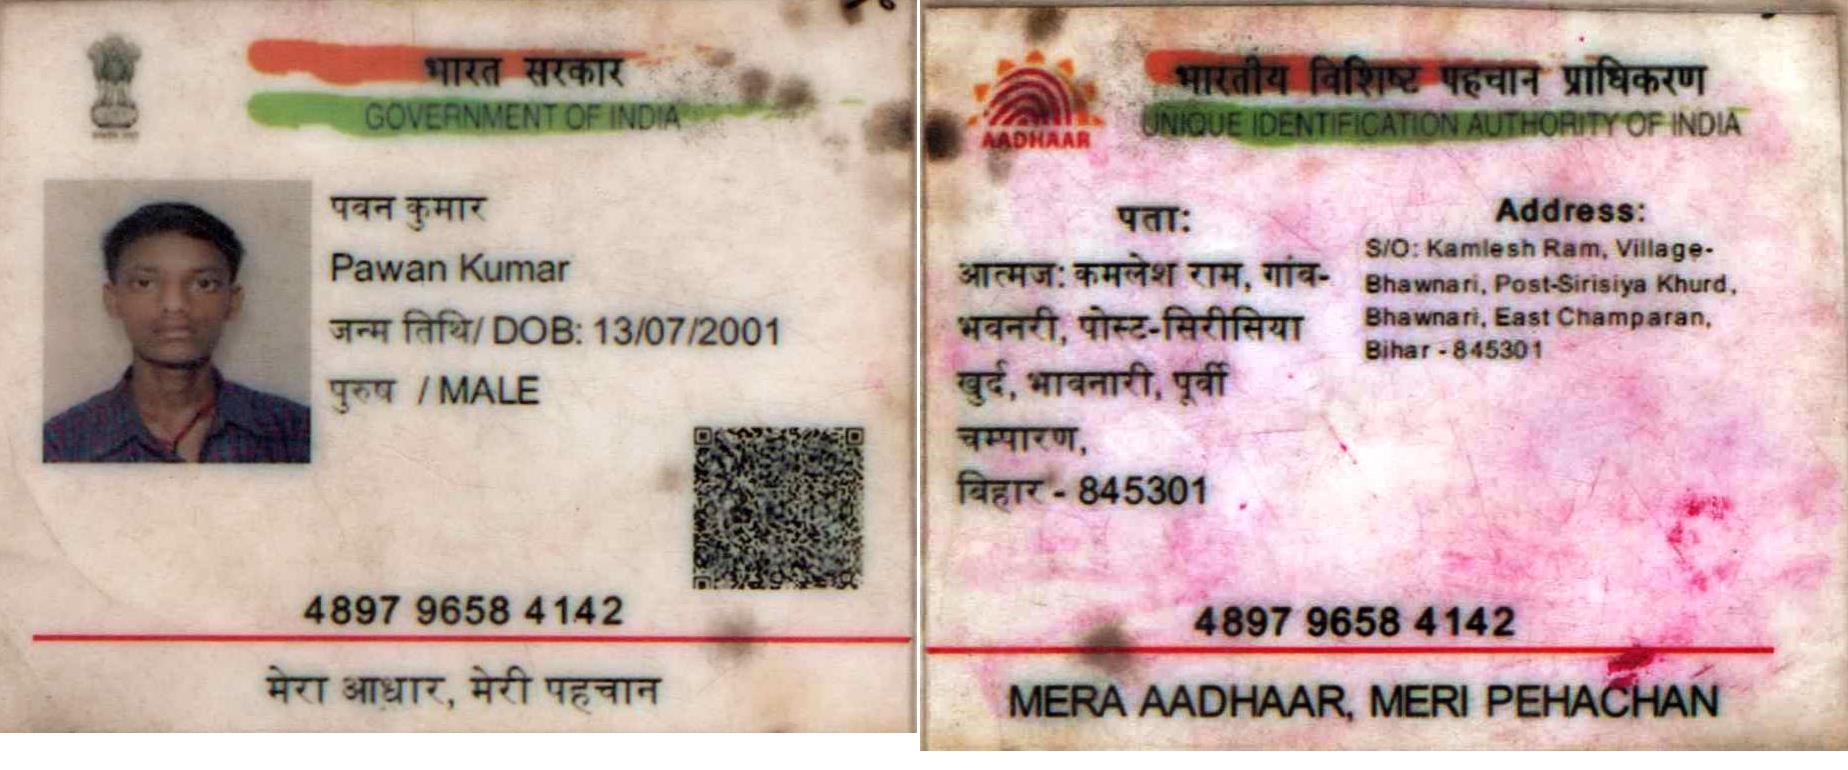 भारत सरकार
GOVERNMENT OF INDIA
पवन कुमार
Pawan Kumar
जन्म तिथि/ DOB: 13/07/2001
पुरुष / MALE
4897 9658 4142
मेरा आधार, मेरी पहचान
AADHAAR
भारतीय विशिष्ट पहचान प्राधिकरण
UNIQUE IDENTIFICATION AUTHORITY OF INDIA
पता:
आत्मज: कमलेश राम, गांव-
भवनरी, पोस्ट-सिरीसिया
खुर्द, भावनारी, पूर्वी
चम्पारण,
बिहार - 845301
Address:
S/O: Kamlesh Ram, Village-
Bhawnari, Post-Sirisiya Khurd,
Bhawnari, East Champaran,
Bihar - 845301
4897 9658 4142
MERA AADHAAR, MERI PEHACHAN